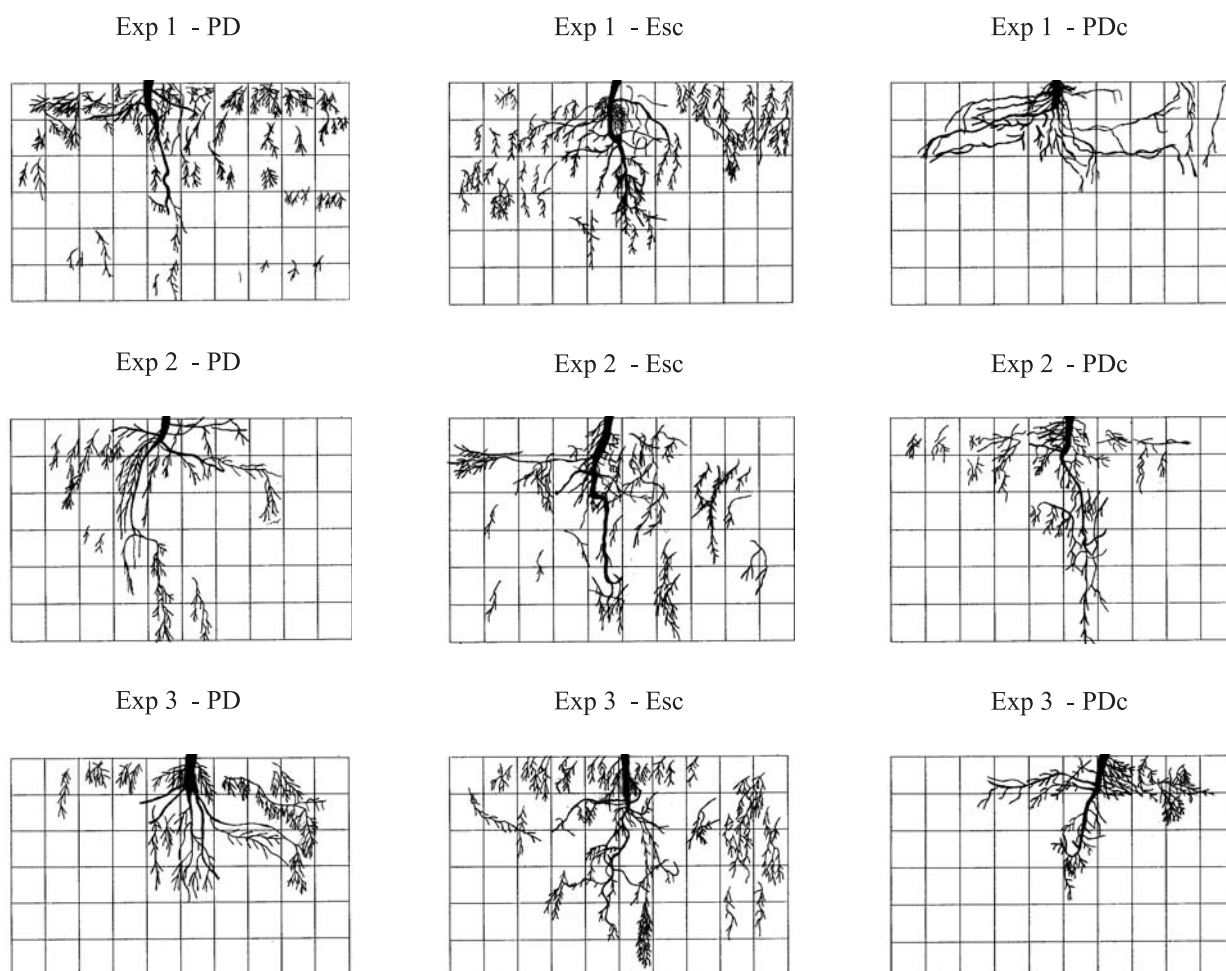 Exp 1 - PD
Exp 1 - Esc
Exp 1 - PDc
Exp 2 - PD
Exp 2 - Esc
Exp 2 - PDc
Exp 3 - PD
Exp 3 - Esc
Exp 3 - PDc